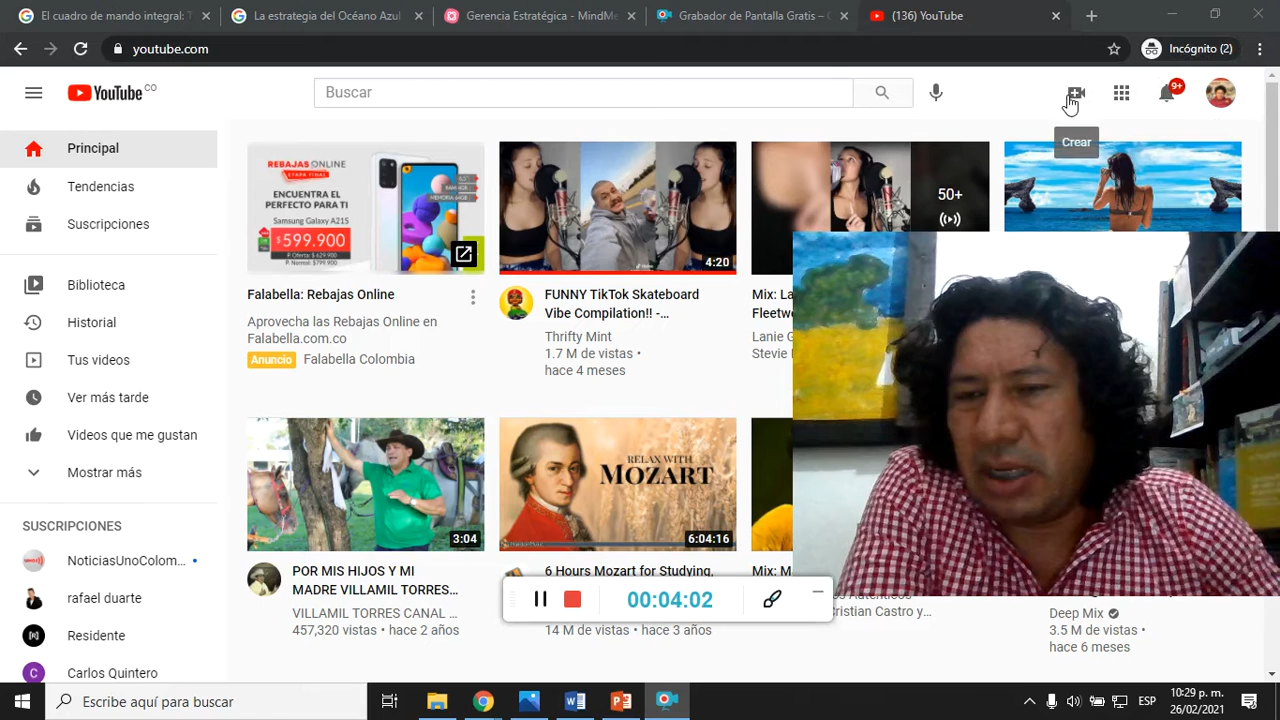 El cuadro de mando integral: T
La estrategia del Océano Azul
Gerencia Estratégica - MindMe
Grabador de Pantalla Gratis – G
(136) YouTube
youtube.com
Incógnito (2)
YouTube CO
Buscar
9+
Crear
Principal
Tendencias
Suscripciones
Biblioteca
Historial
Tus videos
Ver más tarde
Videos que me gustan
Mostrar más
SUSCRIPCIONES
NoticiasUnoColom...
rafael duarte
Residente
C Carlos Quintero
REBAJAS ONLINE
ETAPA FINAL
ENCUENTRA EL
PERFECTO PARA TI
Samsung Galaxy A21S
$599.900
Falabella: Rebajas Online
Aprovecha las Rebajas Online en
Falabella.com.co
Anuncio Falabella Colombia
4:20
FUNNY TikTok Skateboard
Vibe Compilation!! -...
Thrifty Mint
1.7 M de vistas •
hace 4 meses
50+
Mix: La
Fleetwo
Lanie G
Stevie
3:04
POR MIS HIJOS Y MI
MADRE VILLAMIL TORRES...
VILLAMIL TORRES CANAL ...
457,320 vistas • hace 2 años
RELAX WITH
MOZART
6:04:16
6 Hours Mozart for Studying,
14 M de vistas • hace 3 años
Mix: M
Cristian Castro y...
Deep Mix
3.5 M de vistas •
hace 6 meses
00:04:02
Escribe aquí para buscar
ESP
10:29 p. m.
26/02/2021